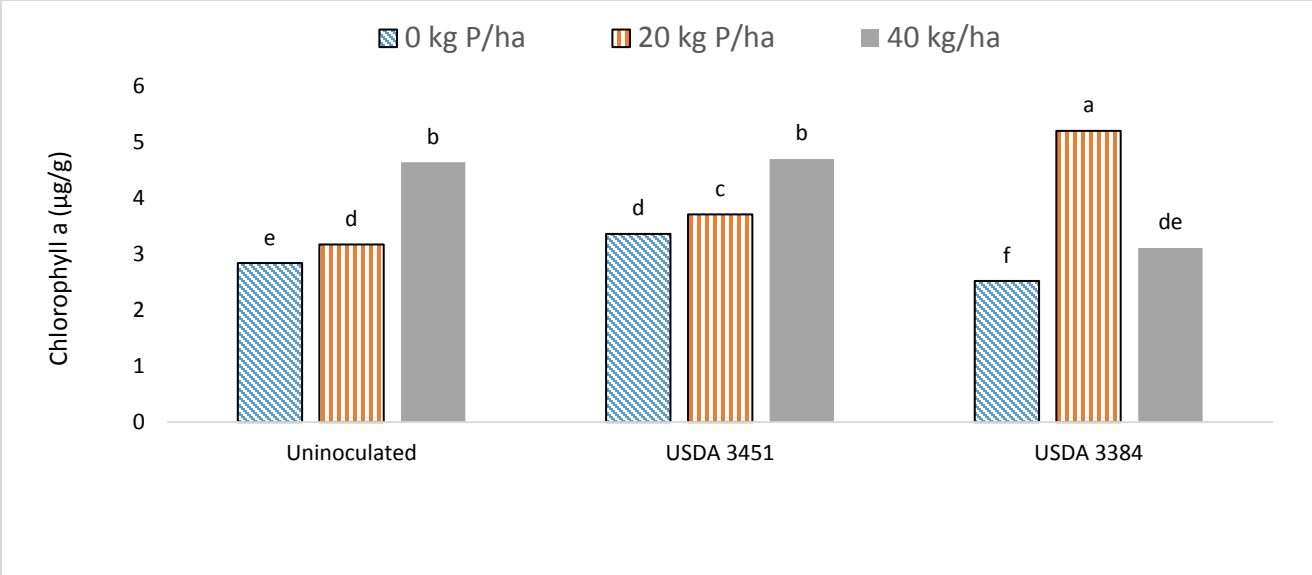 0 kg P/ha 20 kg P/ha 40 kg/ha
Chlorophyll a (µg/g)
6
5
4
3
2
1
0
e d b
d c b
f a de
Uninoculated USDA 3451 USDA 3384